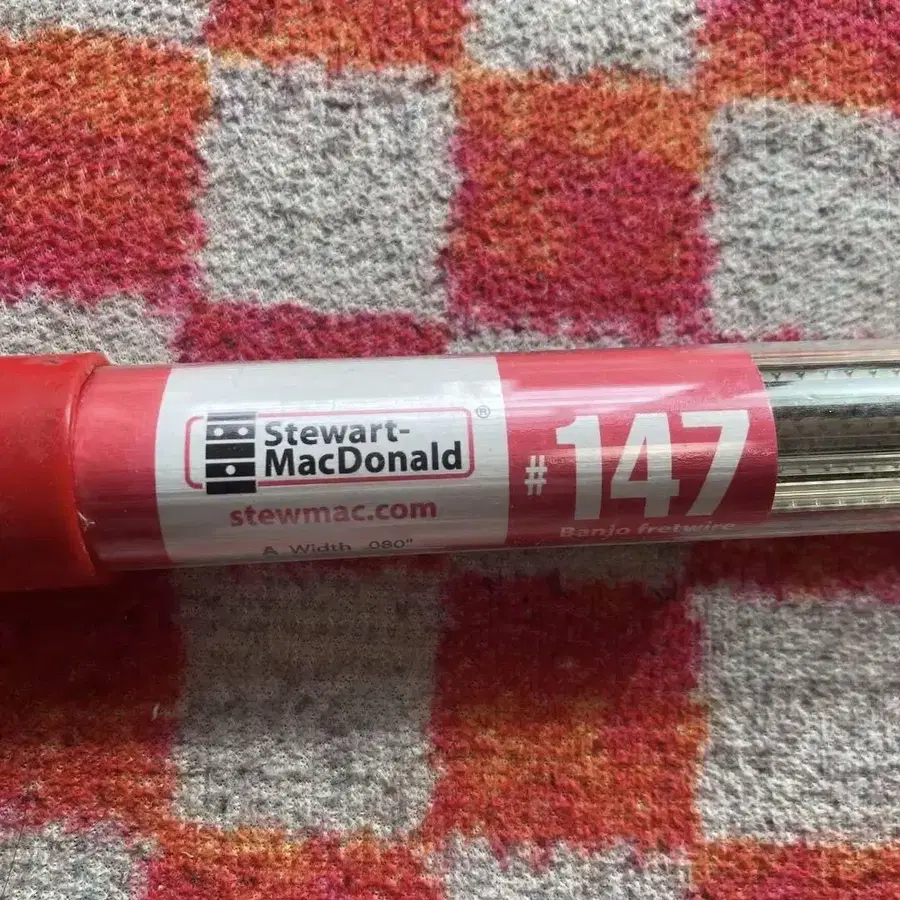 Stewart-
MacDonald®
stewmac.com
A Width .080"
#147
Banjo fretwire